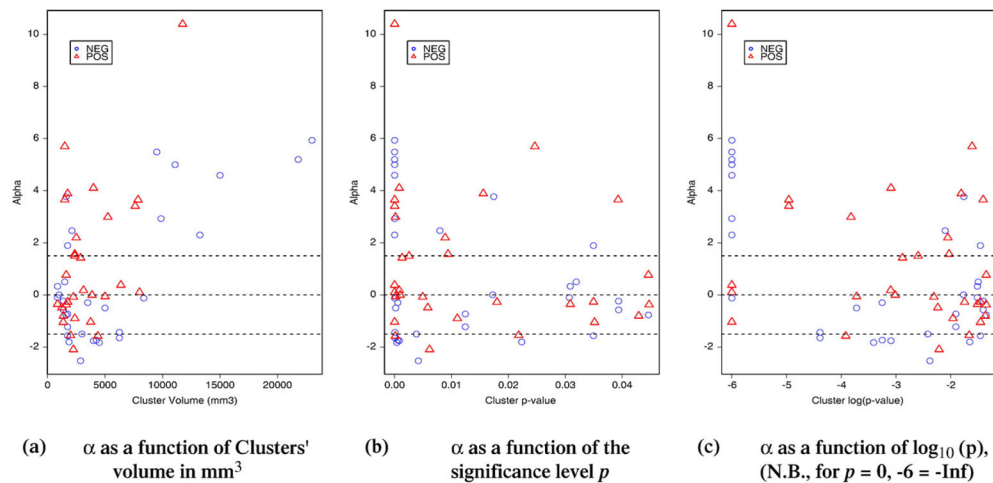 10
8
6
4
2
0
-2
Alpha
NEG
POS
0
5000
10000
15000
20000
Cluster Volume (mm3)
(a) α as a function of Clusters'
volume in mm³
10
8
6
4
2
0
-2
Alpha
NEG
POS
0.00
0.01
0.02
0.03
0.04
Cluster p-value
(b) α as a function of the
significance level p
10
8
6
4
2
0
-2
Alpha
NEG
POS
-6
-5
-4
-3
-2
Cluster log(p-value)
(c) α as a function of log₁₀ (p),
(N.B., for p = 0, -6 = -Inf)